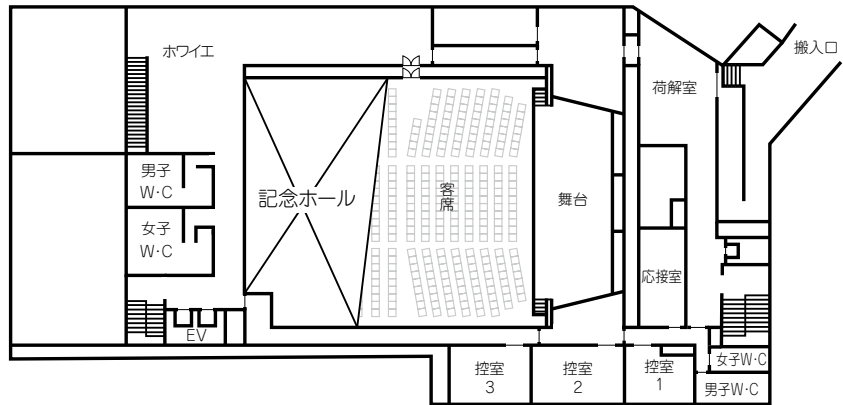 ホワイエ
搬入口
荷解室
男子
W・C
記念ホール
客席
舞台
女子
W・C
応接室
EV
控室
3
控室
2
控室
1
女子W・C
男子W・C